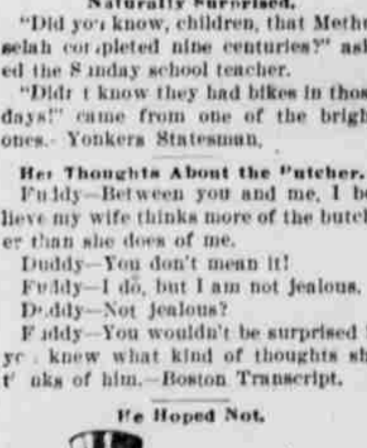 Naturally Surprised.
"Did you know, children, that Methu
selah completed nine centuries?" ask
ed the Sunday school teacher.
"Didn't know they had bikes in thos
days!" came from one of the brigh
ones.- Yonkers Statesman,
Her Thoughts About the Butcher.
Fuddy—Between you and me, I be
lieve my wife thinks more of the butch
er than she does of me.
Duddy—You don't mean it!
Fuddy—I do, but I am not jealous.
Duddy—Not jealous?
Fuddy—You wouldn't be surprised
you knew what kind of thoughts sh
thinks of him.—Boston Transcript.
He Hoped Not.